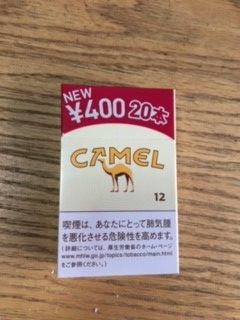 NEW
¥400 20本
CAMEL
12
喫煙は、あなたにとって肺気腫
を悪化させる危険性を高めます。
(詳細については、厚生労働省のホーム・ページ
www.mhlw.go.jp/topics/tobacco/main.html
をご参照ください。)